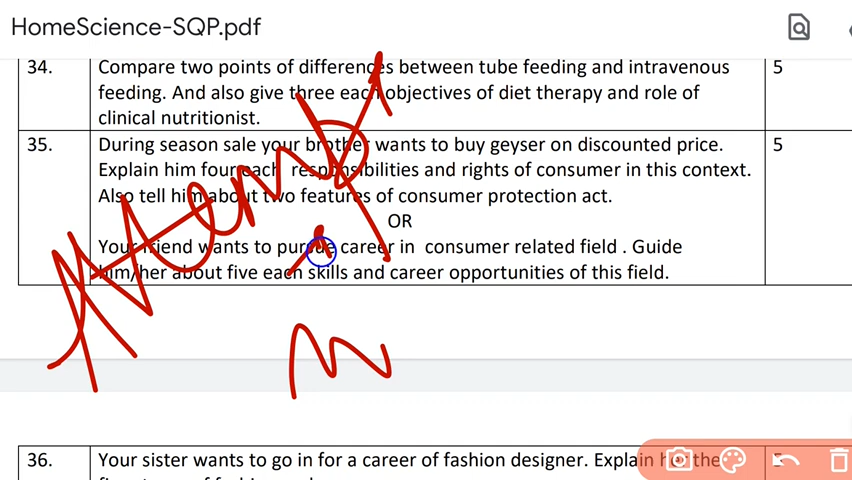 HomeScience-SQP.pdf
34. Compare two points of differences between tube feeding and intravenous 5
feeding. And also give three each objectives of diet therapy and role of
clinical nutritionist.
35. During season sale your brother wants to buy geyser on discounted price. 5
Explain him four each responsibilities and rights of consumer in this context.
Also tell him about two features of consumer protection act.
OR
Your friend wants to pursue career in consumer related field . Guide
him/her about five each skills and career opportunities of this field.
36. Your sister wants to go in for a career of fashion designer. Explain her the 5